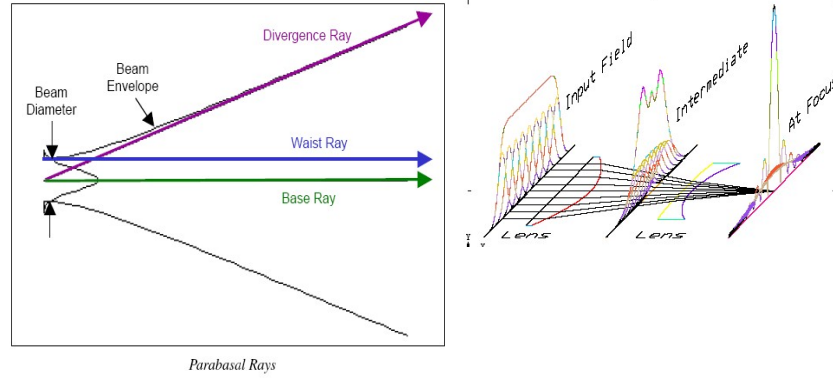 Divergence Ray
Beam
Envelope
Beam
Diameter
Waist Ray
Base Ray
Parabasal Rays
Input Field
Intermediate
At Focus
Lens
Lens